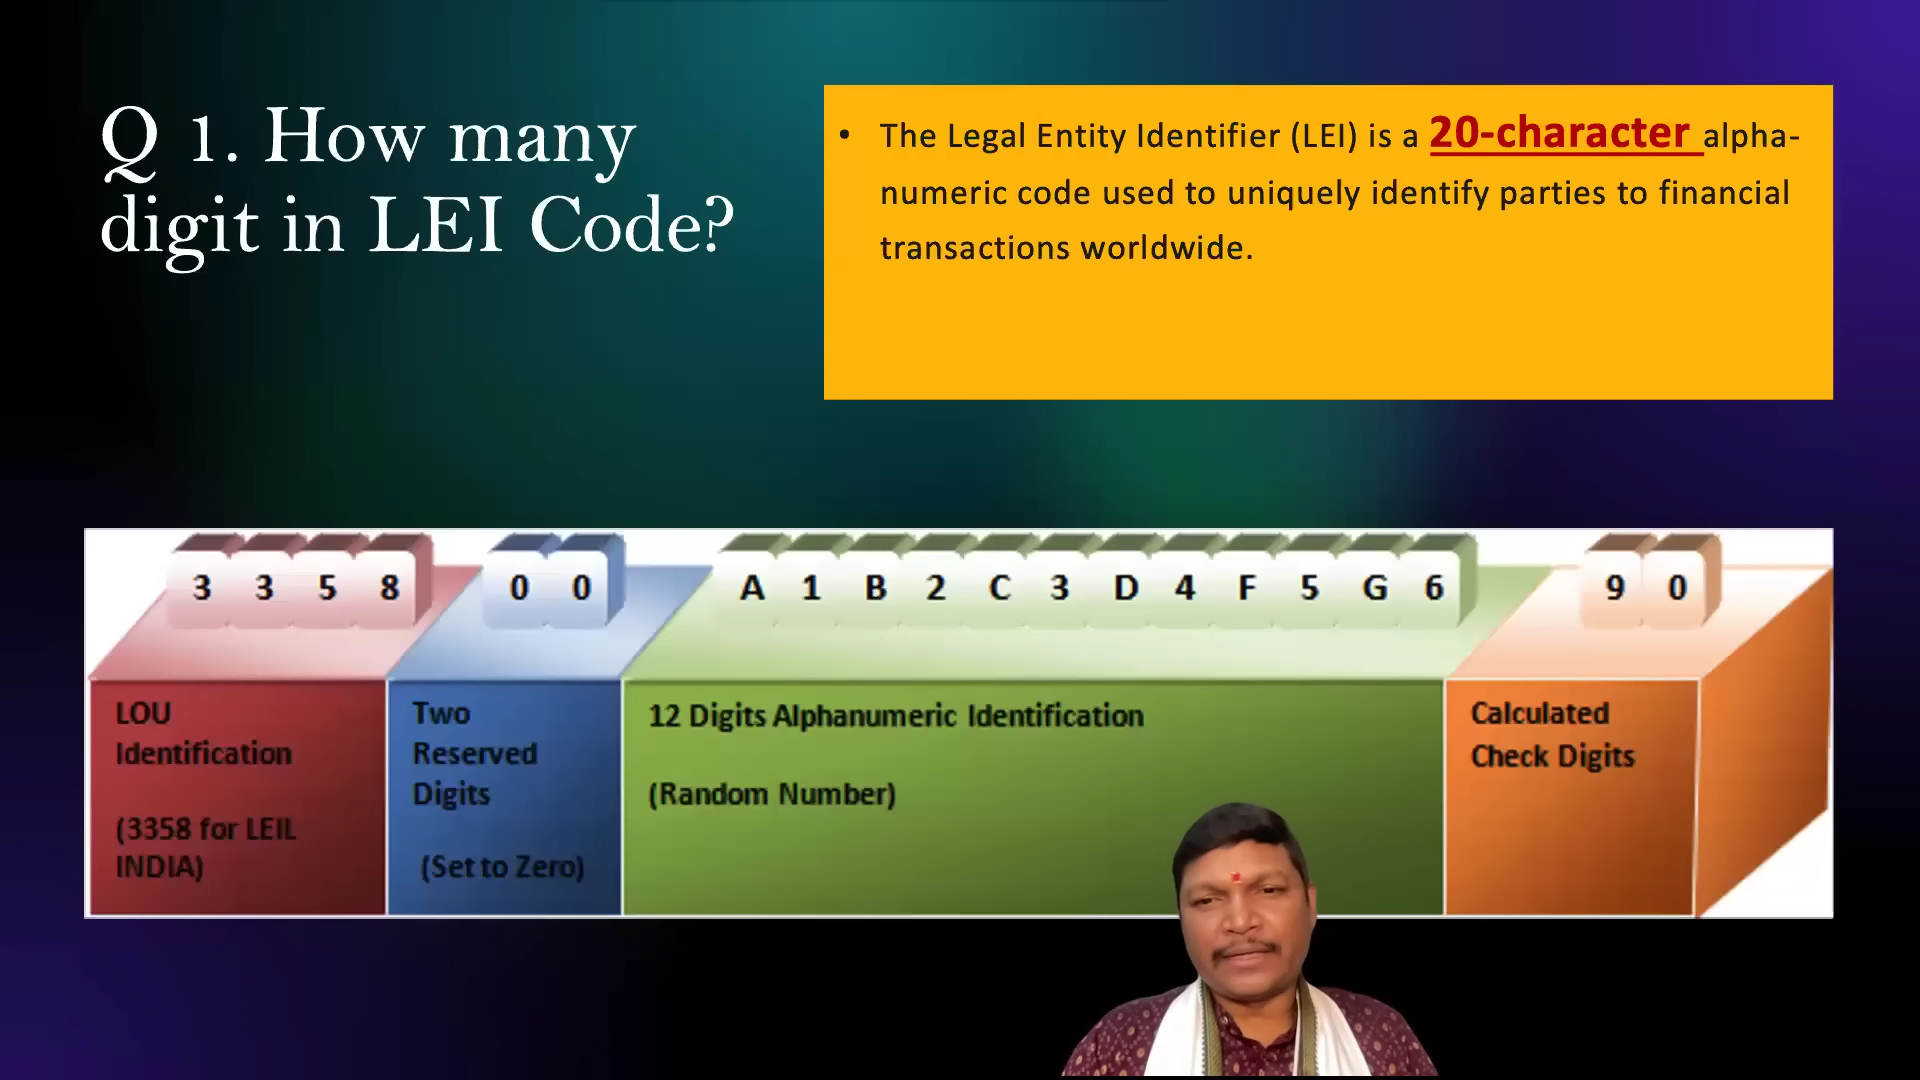 Q 1. How many
digit in LEI Code?
• The Legal Entity Identifier (LEI) is a 20-character alpha-
numeric code used to uniquely identify parties to financial
transactions worldwide.
3 3 5 8 0 0 A 1 B 2 C 3 D 4 F 5 G 6 9 0
LOU
Identification
(3358 for LEIL
INDIA)
Two
Reserved
Digits
(Set to Zero)
12 Digits Alphanumeric Identification
(Random Number)
Calculated
Check Digits